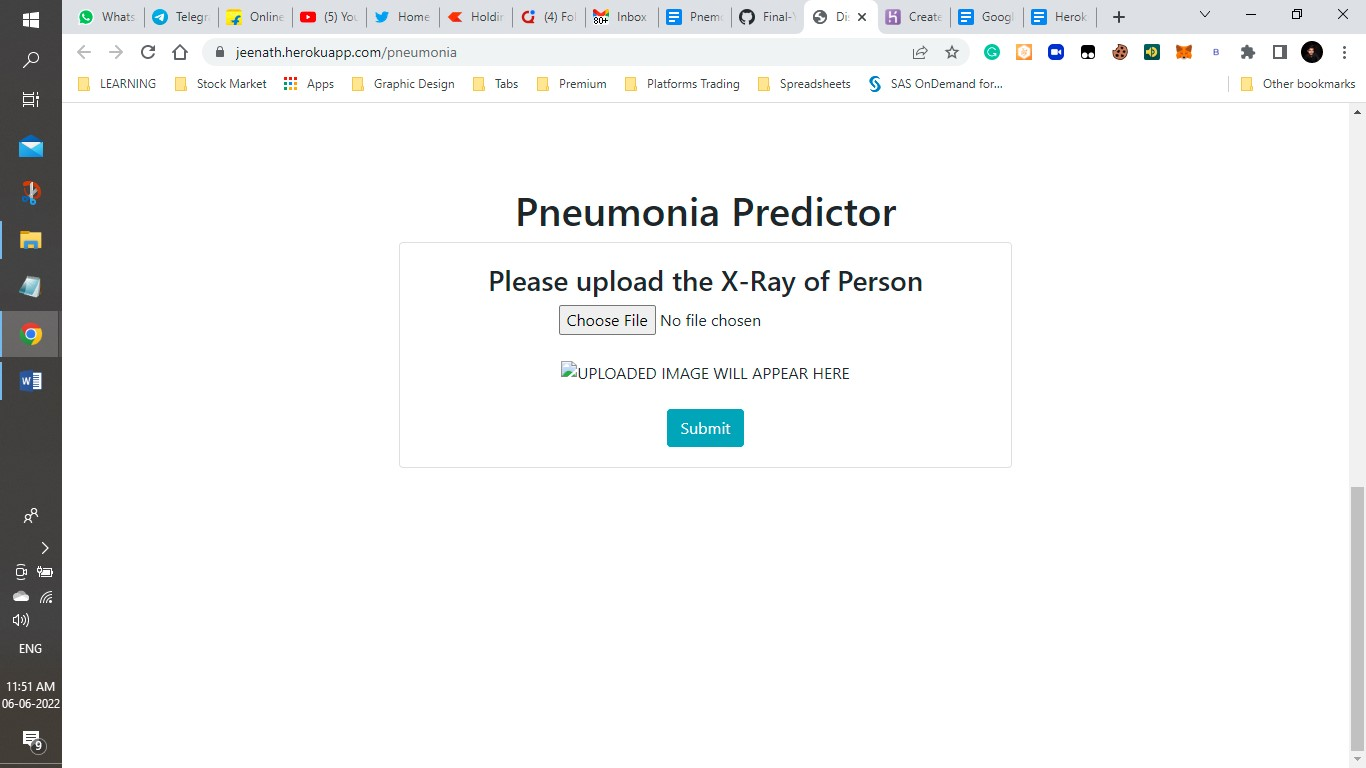 Whats
Telegr
Online
(5) You
Home
Holdin
(4) Fol
Inbox
80+
Pnem
Final-
Di
Create
Googl
Herok
jeenath.herokuapp.com/pneumonia
B
LEARNING
Stock Market
Apps
Graphic Design
Tabs
Premium
Platforms Trading
Spreadsheets
SAS OnDemand for...
Other bookmarks
Pneumonia Predictor
Please upload the X-Ray of Person
Choose File No file chosen
UPLOADED IMAGE WILL APPEAR HERE
Submit
W
ENG
11:51 AM
06-06-2022
9